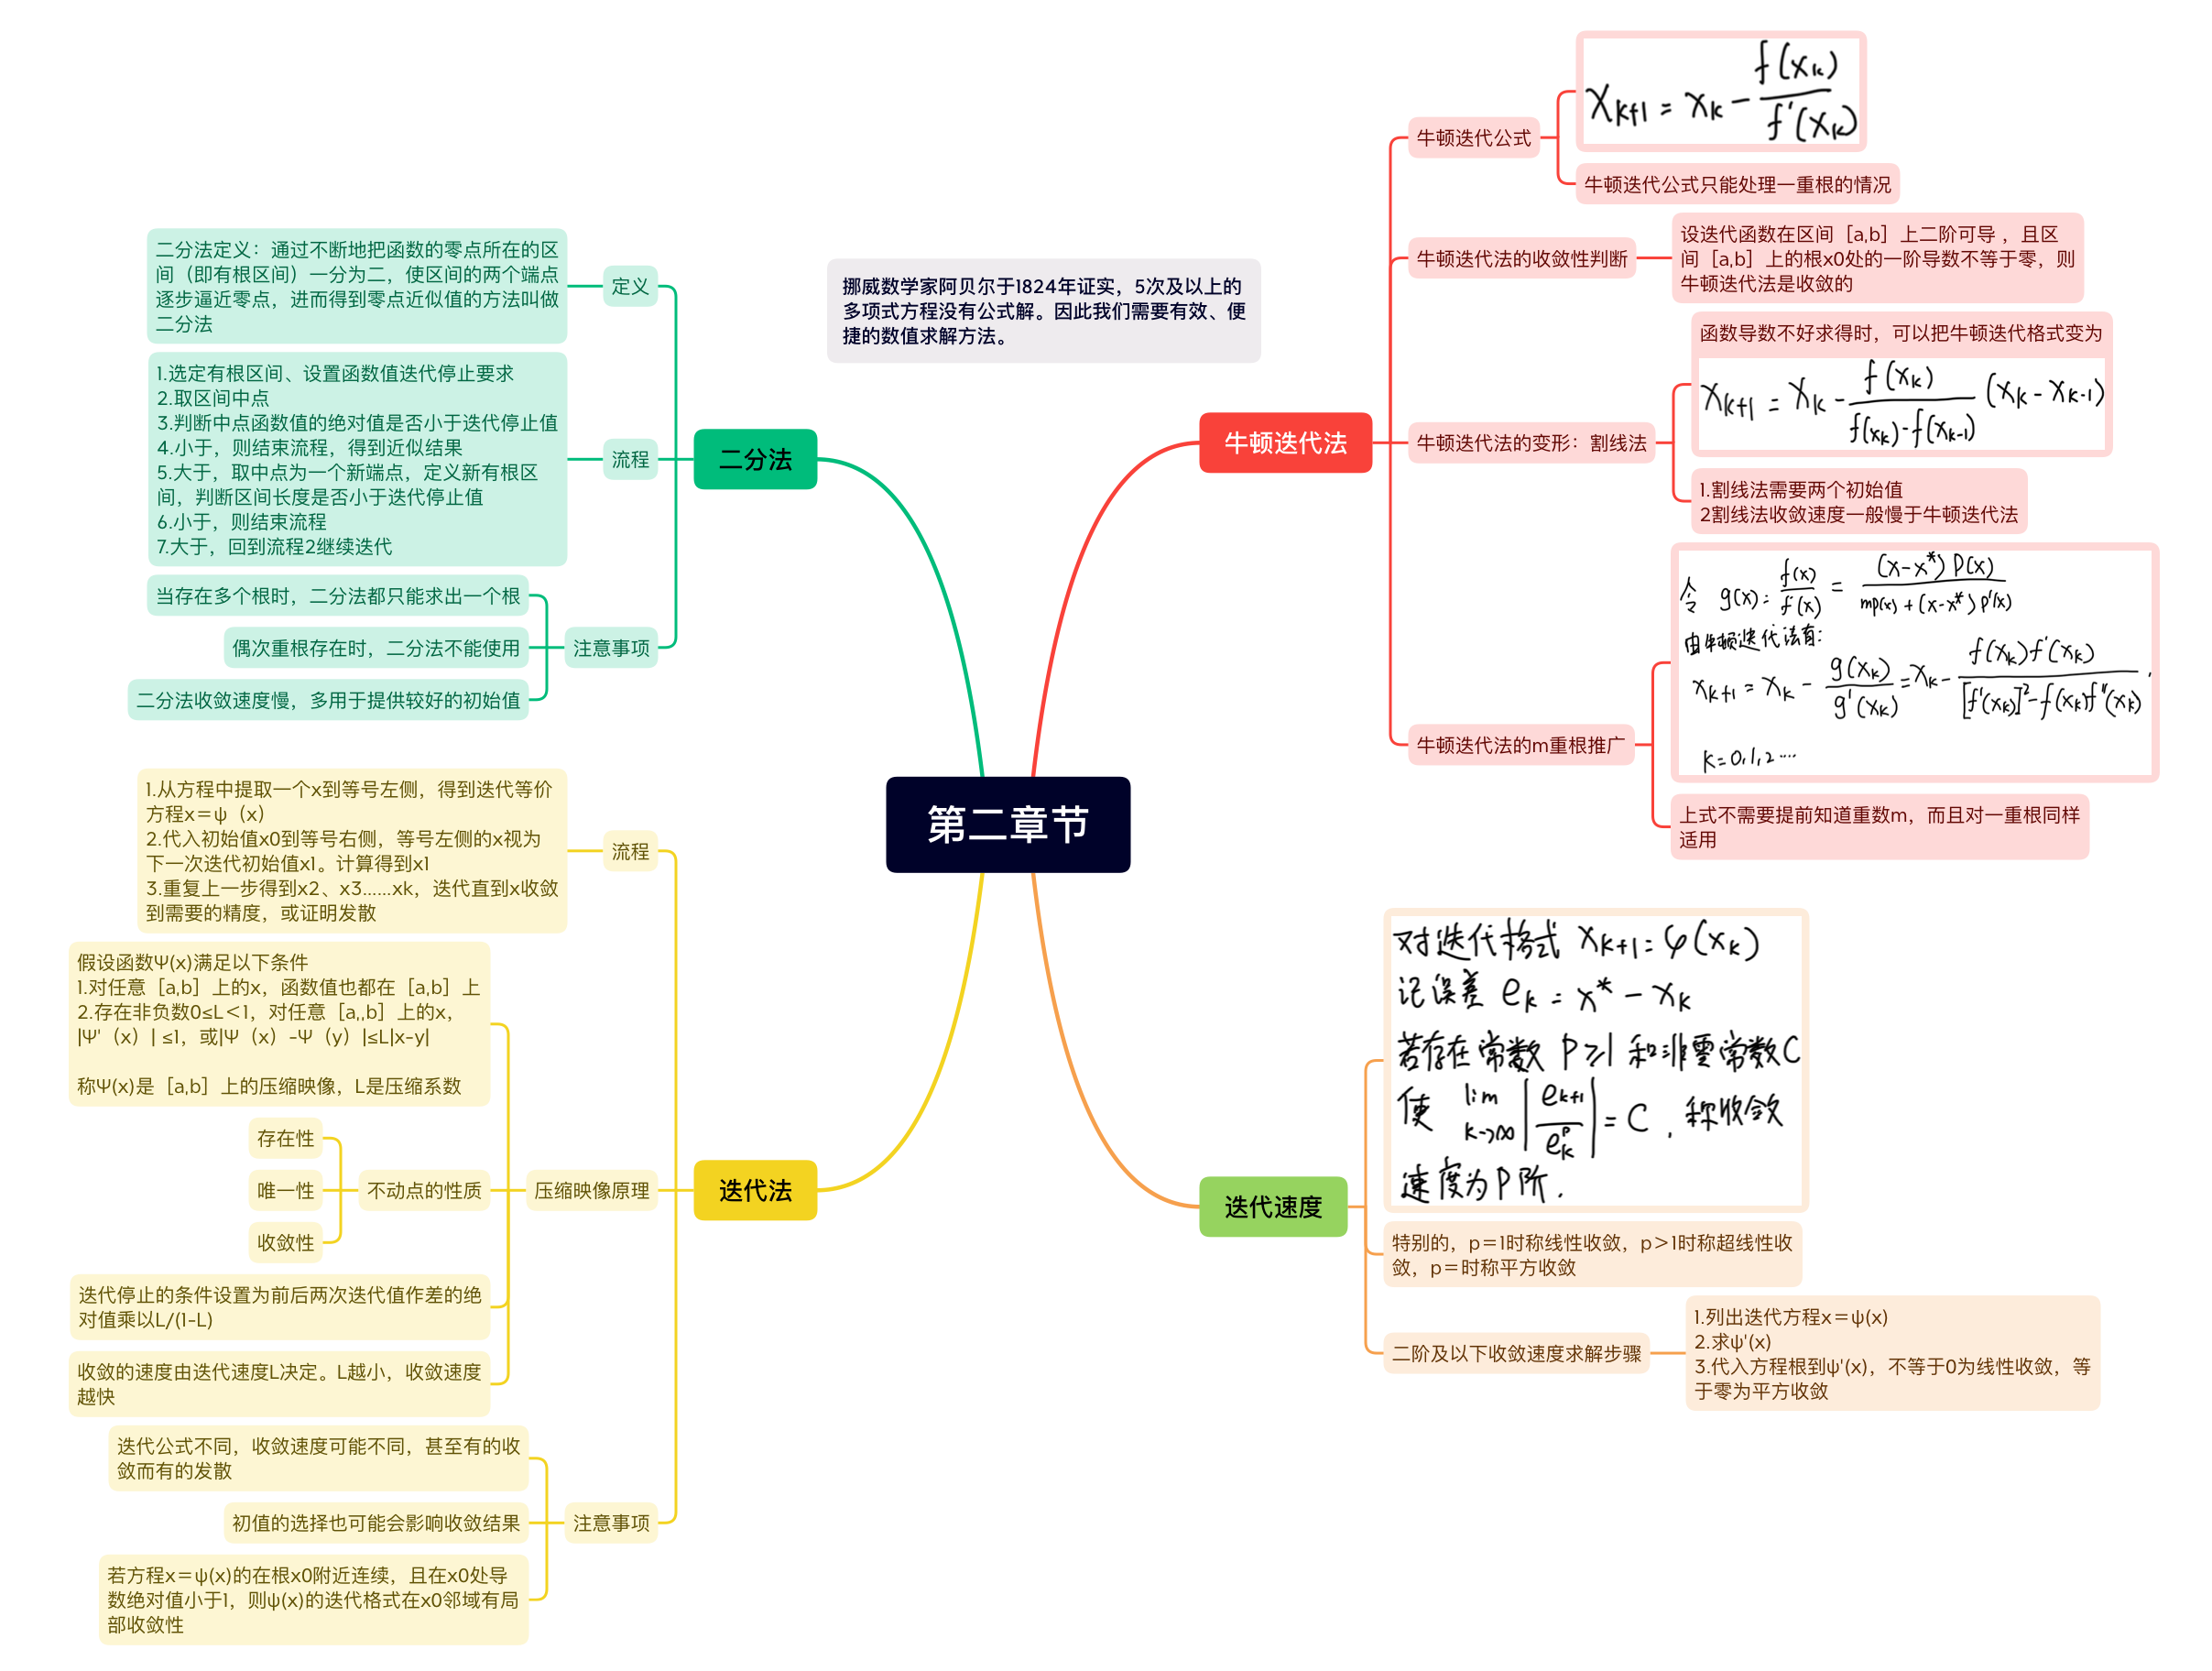 第二章节
挪威数学家阿贝尔于1824年证实，5次及以上的
多项式方程没有公式解。因此我们需要有效、便
捷的数值求解方法。
二分法
定义
二分法定义：通过不断地把函数的零点所在的区
间（即有根区间）一分为二，使区间的两个端点
逐步逼近零点，进而得到零点近似值的方法叫做
二分法
流程
1.选定有根区间、设置函数值迭代停止要求
2.取区间中点
3.判断中点函数值的绝对值是否小于迭代停止值
4.小于，则结束流程，得到近似结果
5.大于，取中点为一个新端点，定义新有根区
间，判断区间长度是否小于迭代停止值
6.小于，则结束流程
7.大于，回到流程2继续迭代
注意事项
当存在多个根时，二分法都只能求出一个根
偶次重根存在时，二分法不能使用
二分法收敛速度慢，多用于提供较好的初始值
迭代法
流程
1.从方程中提取一个x到等号左侧，得到迭代等价
方程x＝ψ（x）
2.代入初始值x0到等号右侧，等号左侧的x视为
下一次迭代初始值x1。计算得到x1
3.重复上一步得到x2、x3......xk，迭代直到x收敛
到需要的精度，或证明发散
压缩映像原理
假设函数Ψ(x)满足以下条件
1.对任意［a,b］上的x，函数值也都在［a,b］上
2.存在非负数0≤L＜1，对任意［a,,b］上的x，
|Ψ'（x）| ≤1，或|Ψ（x）-Ψ（y）|≤L|x-y|
称Ψ(x)是［a,b］上的压缩映像，L是压缩系数
不动点的性质
存在性
唯一性
收敛性
迭代停止的条件设置为前后两次迭代值作差的绝
对值乘以L/(1-L)
收敛的速度由迭代速度L决定。L越小，收敛速度
越快
注意事项
迭代公式不同，收敛速度可能不同，甚至有的收
敛而有的发散
初值的选择也可能会影响收敛结果
若方程x＝ψ(x)的在根x0附近连续，且在x0处导
数绝对值小于1，则ψ(x)的迭代格式在x0邻域有局
部收敛性
牛顿迭代法
牛顿迭代公式
x_{k+1} = x_k - f(x_k) / f'(x_k)
牛顿迭代公式只能处理一重根的情况
牛顿迭代法的收敛性判断
设迭代函数在区间［a,b］上二阶可导 ，且区
间［a,b］上的根x0处的一阶导数不等于零，则
牛顿迭代法是收敛的
牛顿迭代法的变形：割线法
函数导数不好求得时，可以把牛顿迭代格式变为
x_{k+1} = x_k - f(x_k) / (f(x_k)-f(x_{k-1})) (x_k - x_{k-1})
1.割线法需要两个初始值
2割线法收敛速度一般慢于牛顿迭代法
牛顿迭代法的m重根推广
令 g(x) = f(x) / f'(x) = (x-x*)P(x) / (mp(x) + (x-x*)p'(x))
由牛顿迭代法有:
x_{k+1} = x_k - g(x_k) / g'(x_k) = x_k - f(x_k)f'(x_k) / ([f'(x_k)]²-f(x_k)f''(x_k)) .
k=0,1,2····
上式不需要提前知道重数m，而且对一重根同样
适用
迭代速度
对迭代格式 x_{k+1} = φ(x_k)
记误差 e_k = x* - x_k
若存在常数 P≥1 和非零常数C
使 lim k→∞ |e_{k+1} / e_k^P| = C ，称收敛
速度为P阶.
特别的，p＝1时称线性收敛，p＞1时称超线性收
敛，p＝时称平方收敛
二阶及以下收敛速度求解步骤
1.列出迭代方程x＝ψ(x)
2.求ψ'(x)
3.代入方程根到ψ'(x)，不等于0为线性收敛，等
于零为平方收敛